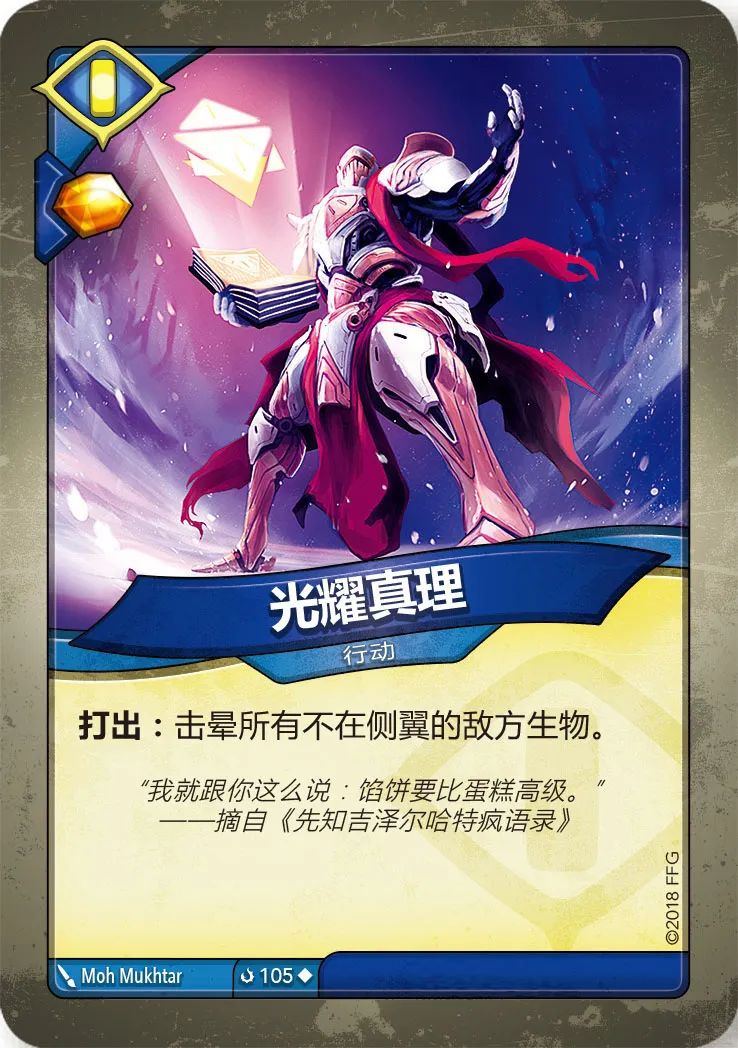 光耀真理
行动
打出：击晕所有不在侧翼的敌方生物。
“我就跟你这么说：馅饼要比蛋糕高级。”
——摘自《先知吉泽尔哈特疯语录》
©2018 FFG
Moh Mukhtar
105